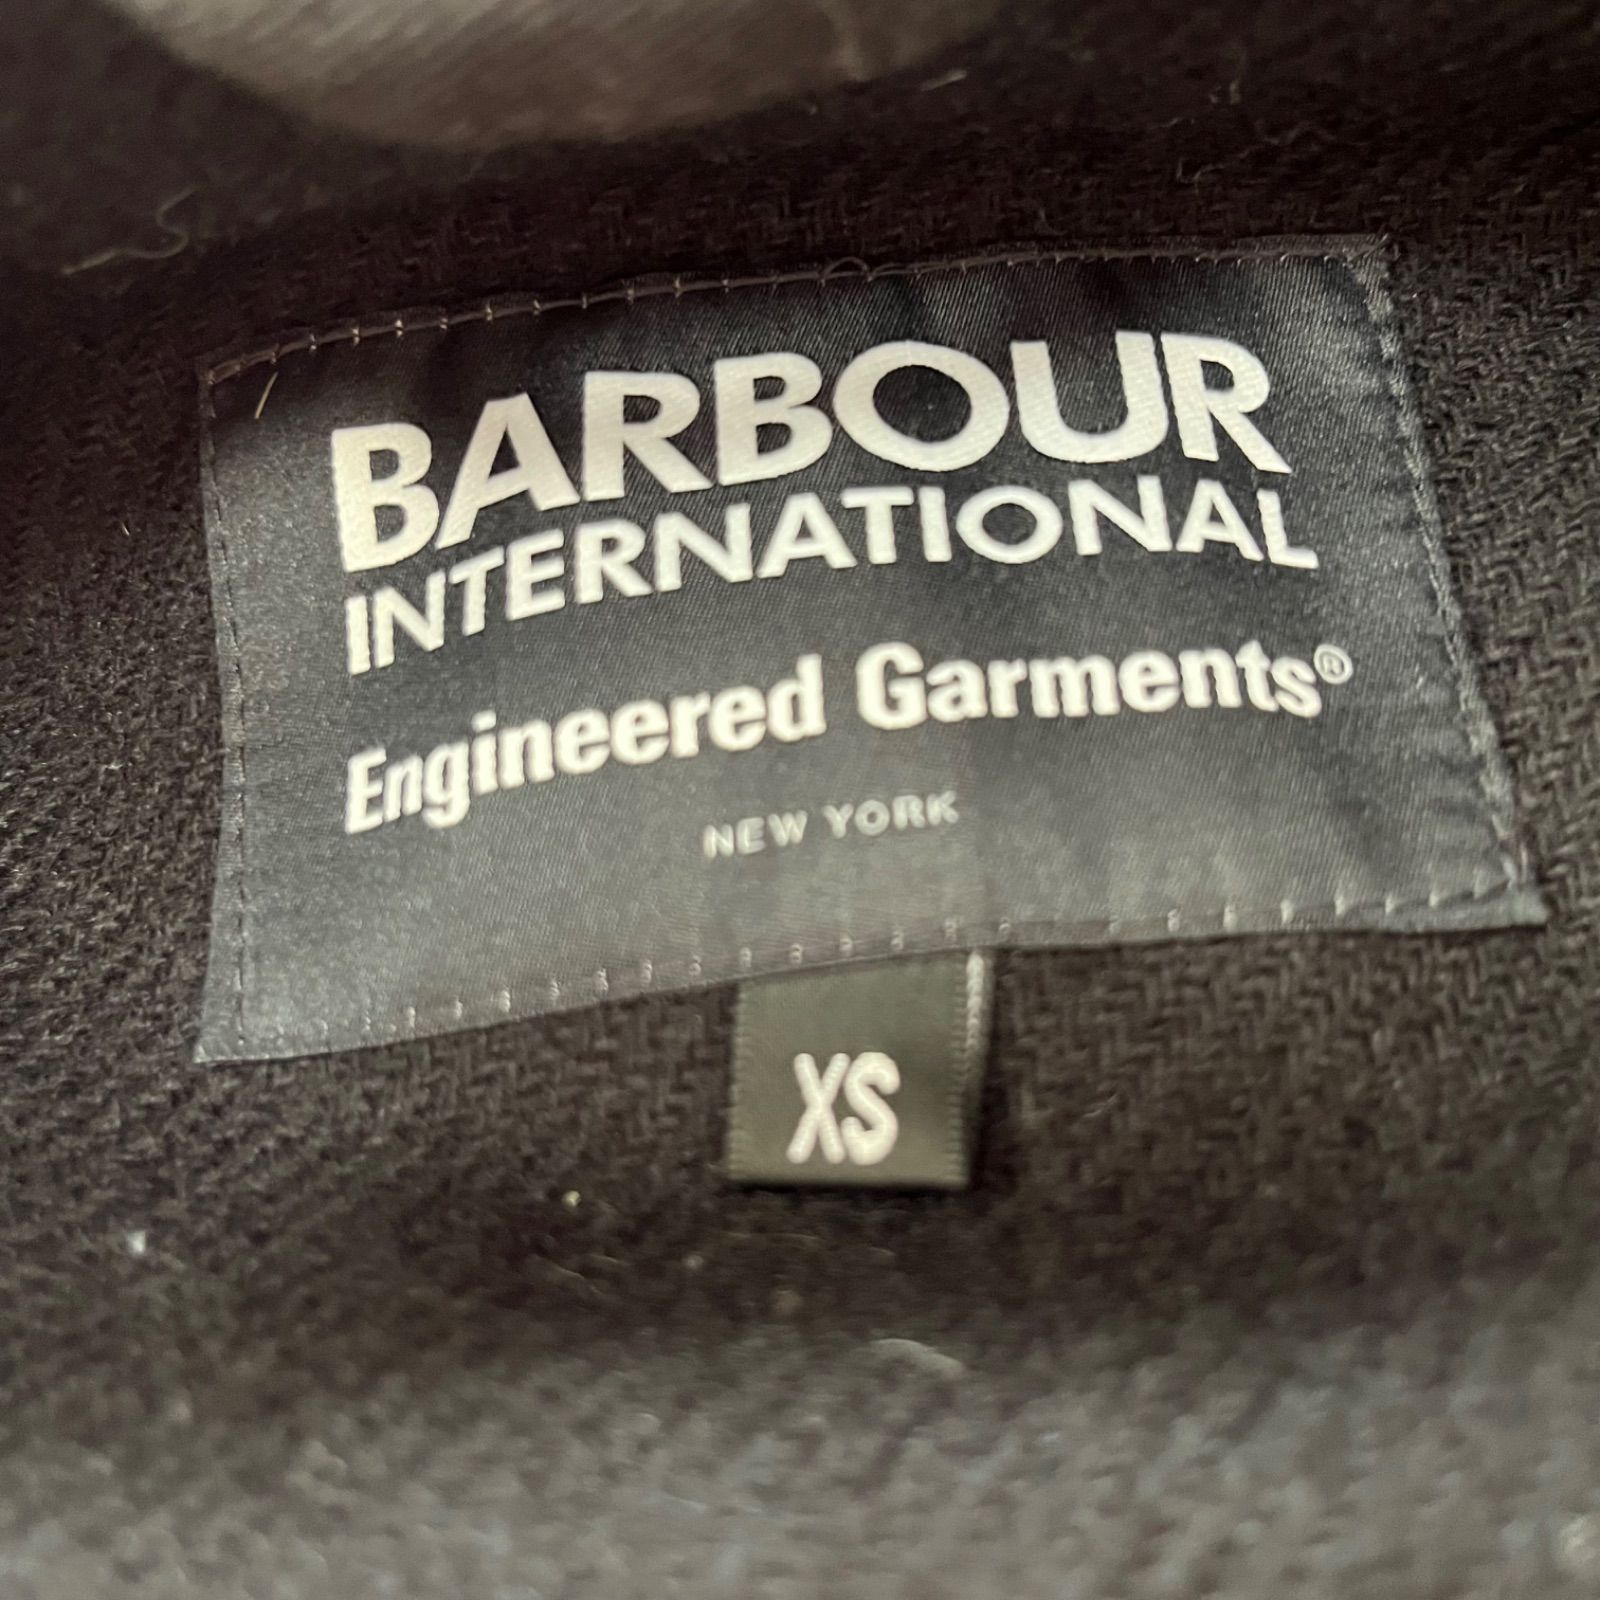 BARBOUR
INTERNATIONAL
Engineered Garments®
NEW YORK
XS